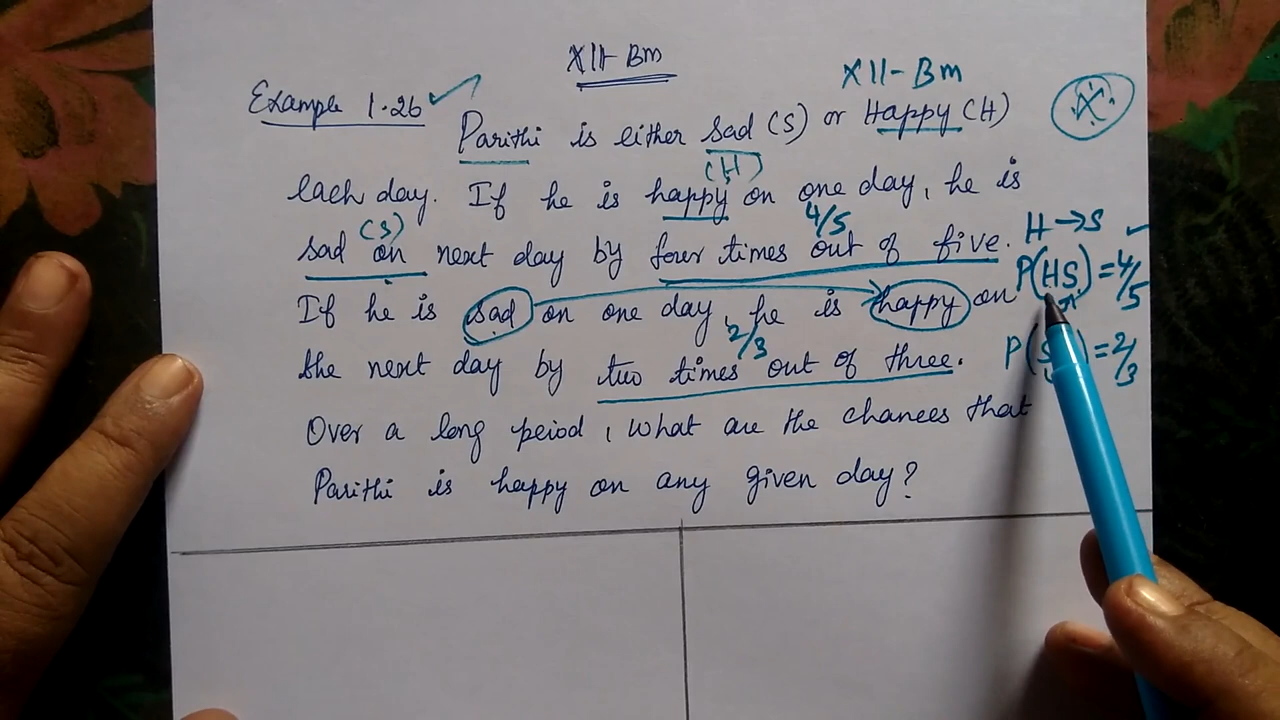 XII-Bm
XII-Bm
Example 1.26
Parithi is either sad (S) or Happy (H)
(H)
each day. If he is happy on one day, he is
(S)
4/5
sad on next day by four times out of five.
H → S
P(HS) = 4/5
If he is sad on one day, he is happy on
2/3
the next day by two times out of three.
P(S ) = 2/3
Over a long peiod, What are the chances that
Parithi is happy on any given day?